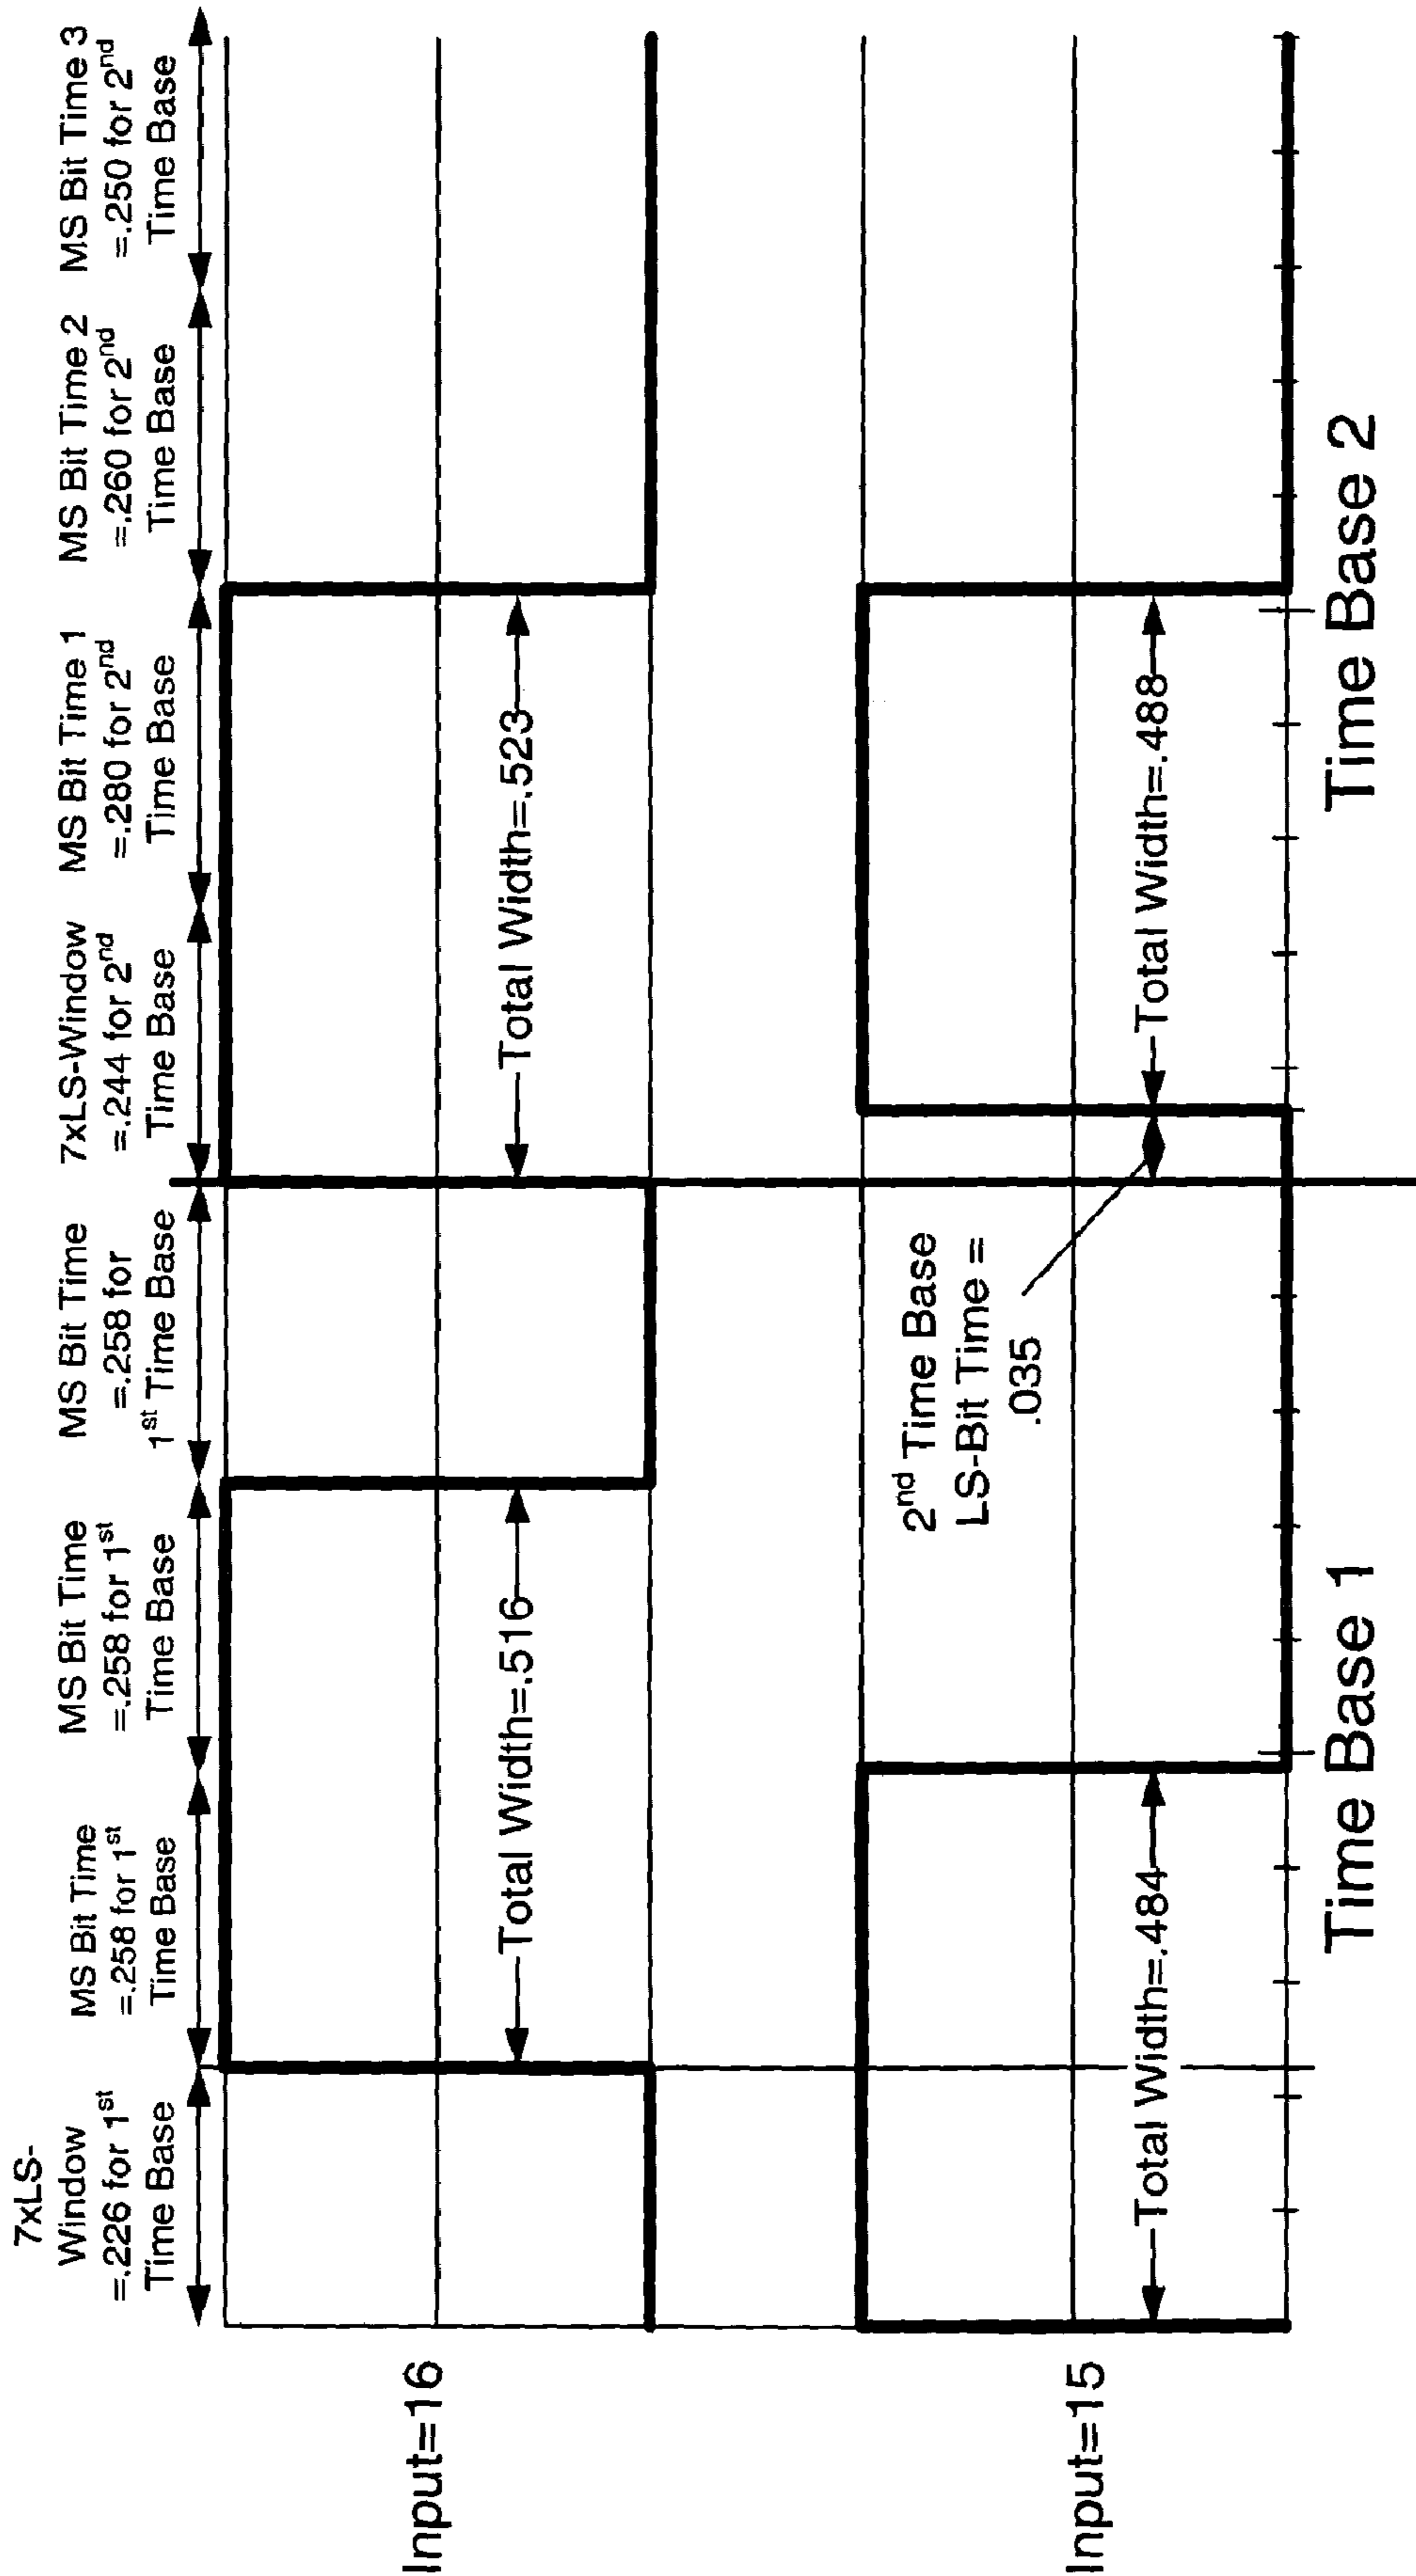 7xLS-
Window
=.226 for 1st
Time Base
MS Bit Time
=.258 for 1st
Time Base
MS Bit Time
=.258 for 1st
Time Base
MS Bit Time
=.258 for
1st Time Base
7xLS-Window
=.244 for 2nd
Time Base
MS Bit Time 1
=.280 for 2nd
Time Base
MS Bit Time 2
=.260 for 2nd
Time Base
MS Bit Time 3
=.250 for 2nd
Time Base
Input=16
Total Width=.516
Total Width=.523
2nd Time Base
LS-Bit Time =
.035
Input=15
Total Width=.484
Total Width=.488
Time Base 1
Time Base 2